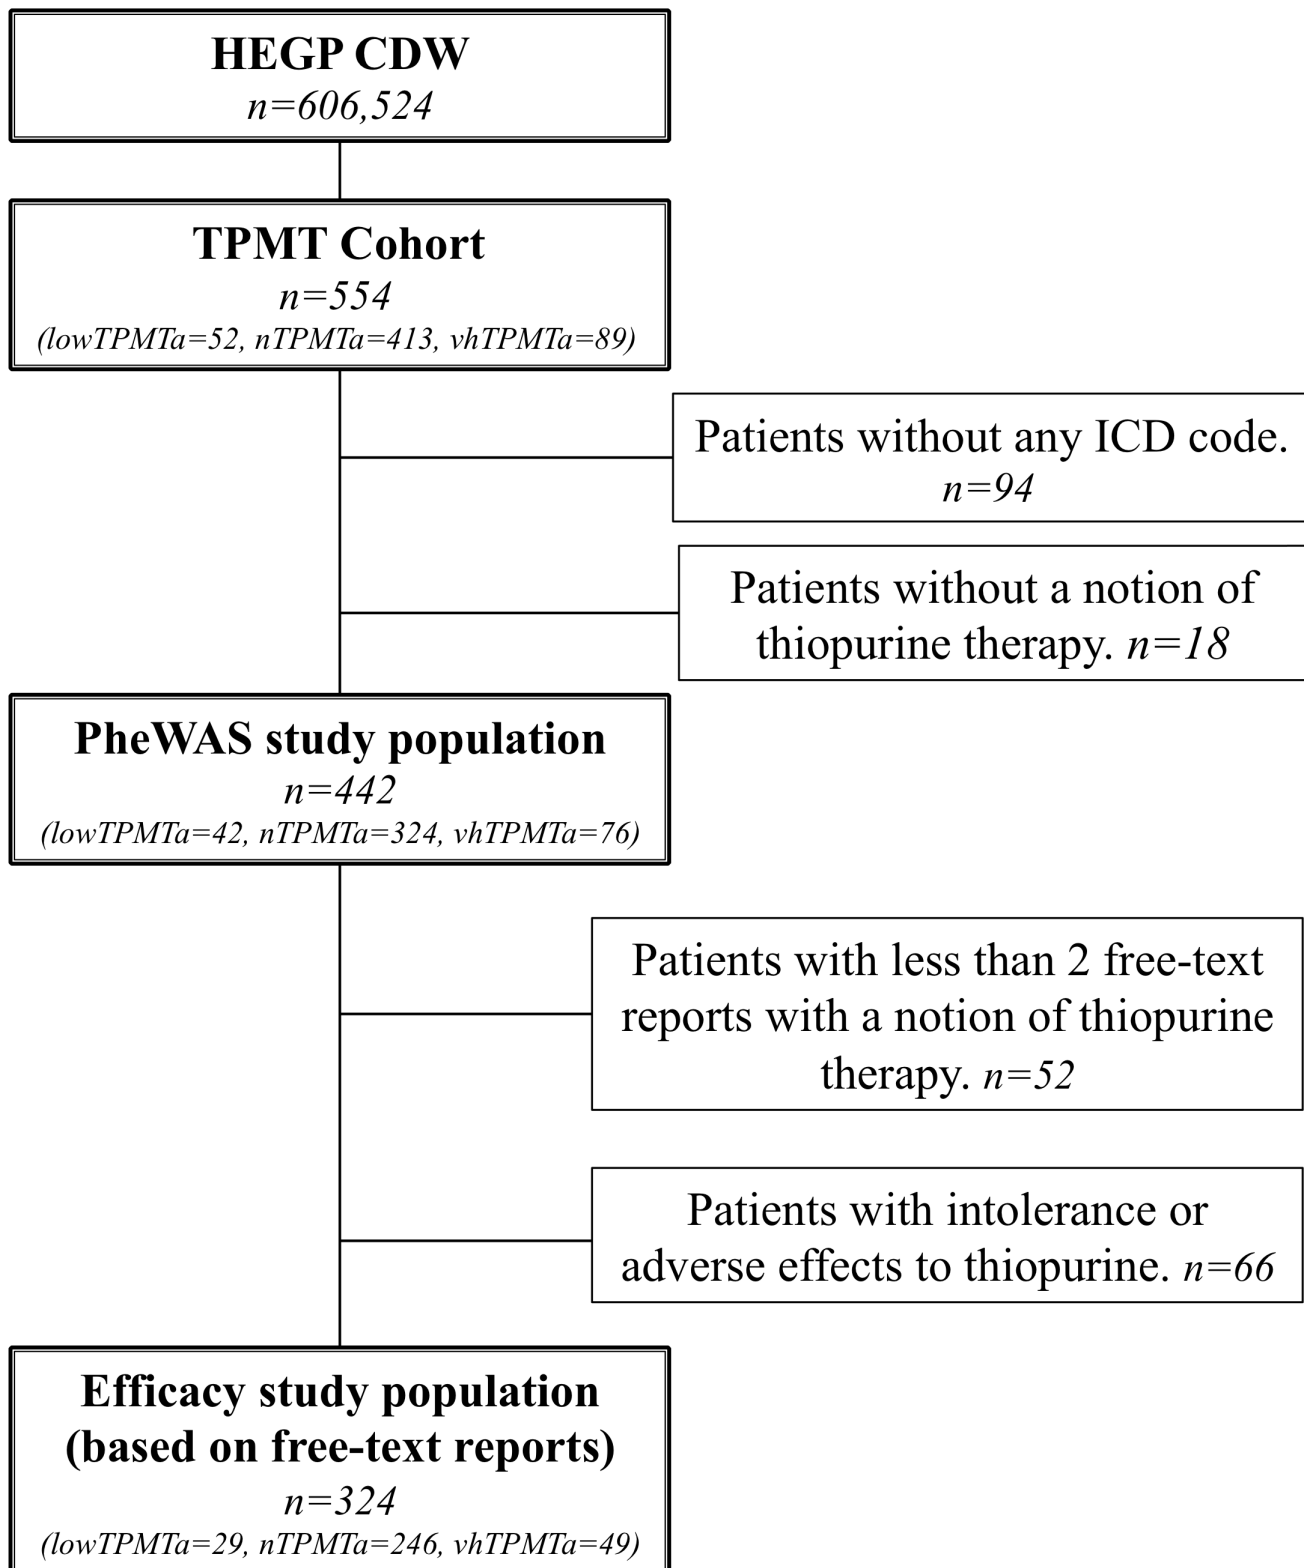 HEGP CDW
n=606,524
TPMT Cohort
n=554
(lowTPMTa=52, nTPMTa=413, vhTPMTa=89)
Patients without any ICD code.
n=94
Patients without a notion of
thiopurine therapy. n=18
PheWAS study population
n=442
(lowTPMTa=42, nTPMTa=324, vhTPMTa=76)
Patients with less than 2 free-text
reports with a notion of thiopurine
therapy. n=52
Patients with intolerance or
adverse effects to thiopurine. n=66
Efficacy study population
(based on free-text reports)
n=324
(lowTPMTa=29, nTPMTa=246, vhTPMTa=49)